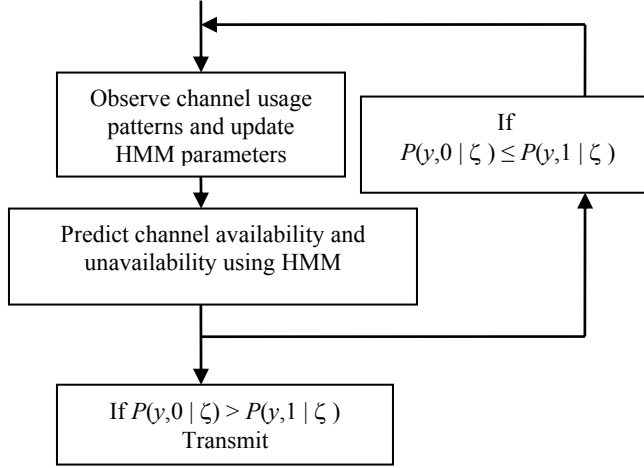 Observe channel usage
patterns and update
HMM parameters
If
P(y,0 | ζ ) ≤ P(y,1 | ζ )
Predict channel availability and
unavailability using HMM
If P(y,0 | ζ) > P(y,1 | ζ )
Transmit